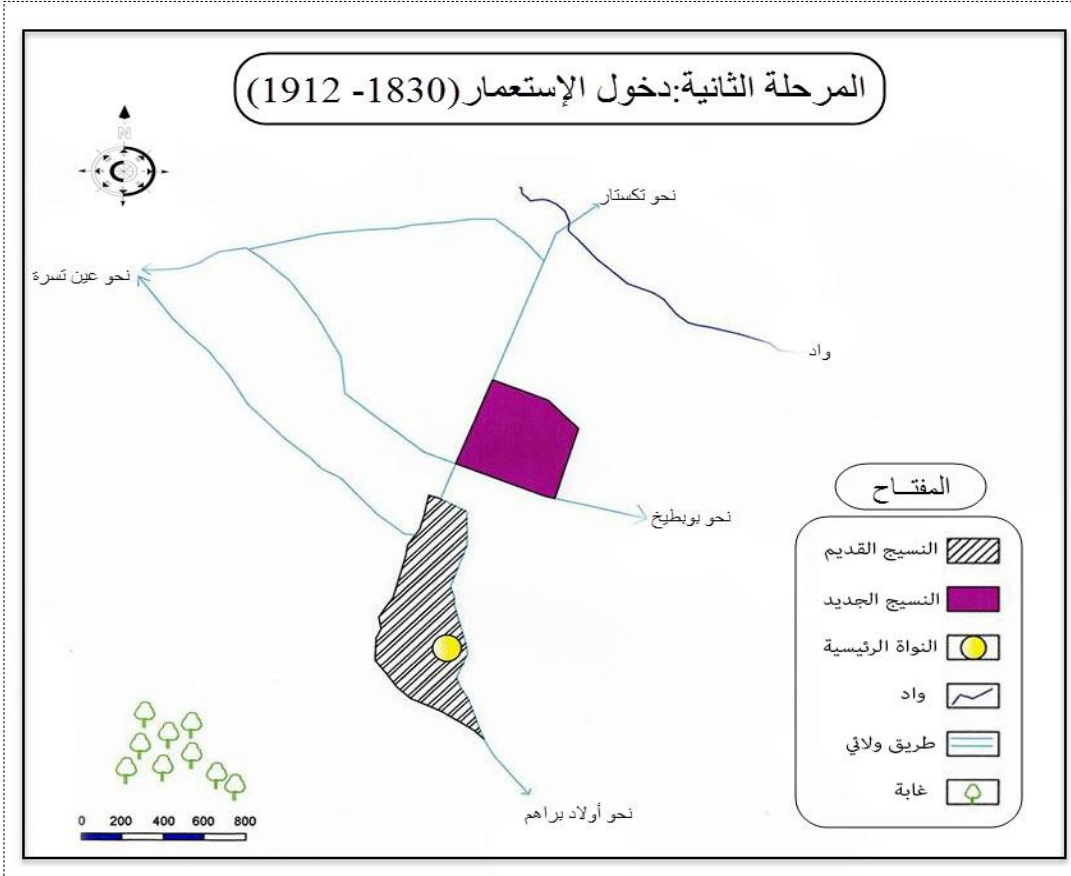 المرحلة الثانية:دخول الإستعمار(1830- 1912)
N
نحو تكستار
نحو عين تسرة
واد
نحو بوبطيخ
نحو أولاد براهم
المفتــاح
النسيج القديم
النسيج الجديد
النواة الرئيسية
واد
طريق ولائي
غابة
0 200 400 600 800